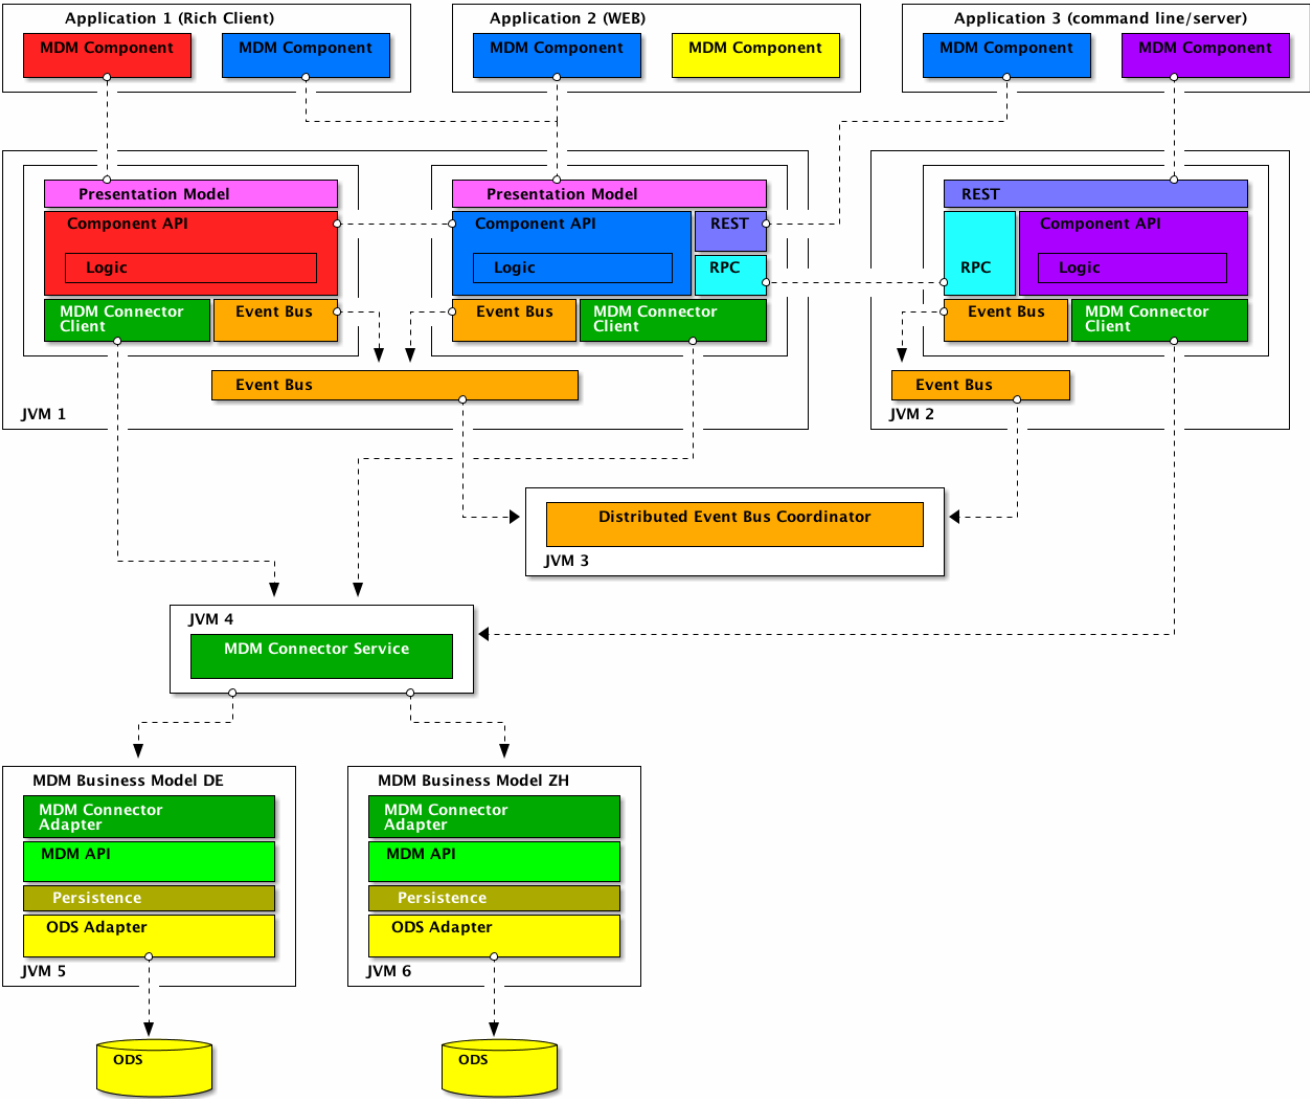 Application 1 (Rich Client)
MDM Component
MDM Component
Application 2 (WEB)
MDM Component
MDM Component
Application 3 (command line/server)
MDM Component
MDM Component
Presentation Model
Component API
Logic
MDM Connector
Client
Event Bus
Presentation Model
Component API
REST
Logic
RPC
Event Bus
MDM Connector
Client
Event Bus
JVM 1
REST
Component API
RPC
Logic
Event Bus
MDM Connector
Client
Event Bus
JVM 2
Distributed Event Bus Coordinator
JVM 3
JVM 4
MDM Connector Service
MDM Business Model DE
MDM Connector
Adapter
MDM API
Persistence
ODS Adapter
JVM 5
MDM Business Model ZH
MDM Connector
Adapter
MDM API
Persistence
ODS Adapter
JVM 6
ODS
ODS